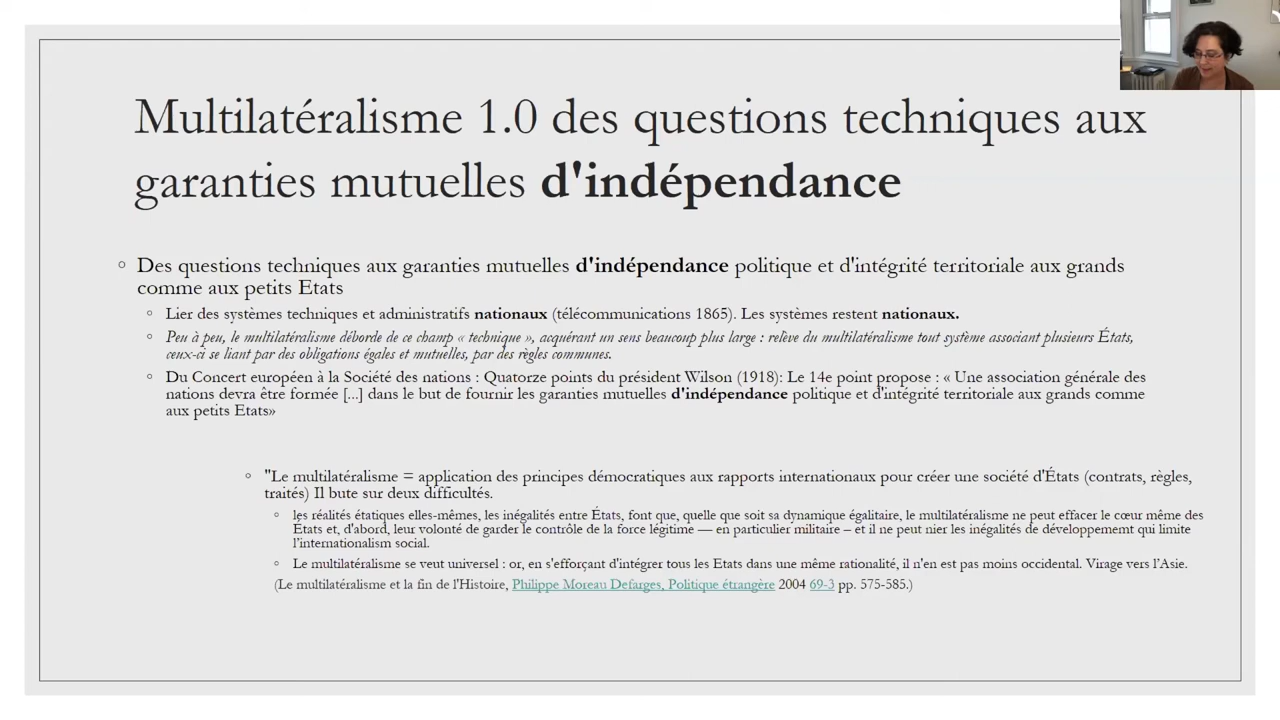 Multilatéralisme 1.0 des questions techniques aux
garanties mutuelles d'indépendance
Des questions techniques aux garanties mutuelles d'indépendance politique et d'intégrité territoriale aux grands
comme aux petits Etats
Lier des systèmes techniques et administratifs nationaux (télécommunications 1865). Les systèmes restent nationaux.
Peu à peu, le multilatéralisme déborde de ce champ « technique », acquérant un sens beaucoup plus large : relève du multilatéralisme tout système associant plusieurs États,
ceux-ci se liant par des obligations égales et mutuelles, par des règles communes.
Du Concert européen à la Société des nations : Quatorze points du président Wilson (1918): Le 14e point propose : « Une association générale des
nations devra être formée [...] dans le but de fournir les garanties mutuelles d'indépendance politique et d'intégrité territoriale aux grands comme
aux petits Etats»
"Le multilatéralisme = application des principes démocratiques aux rapports internationaux pour créer une société d'États (contrats, règles,
traités) Il bute sur deux difficultés.
les réalités étatiques elles-mêmes, les inégalités entre États, font que, quelle que soit sa dynamique égalitaire, le multilatéralisme ne peut effacer le cœur même des
États et, d'abord, leur volonté de garder le contrôle de la force légitime — en particulier militaire – et il ne peut nier les inégalités de développemnt qui limite
l'internationalism social.
Le multilatéralisme se veut universel : or, en s'efforçant d'intégrer tous les Etats dans une même rationalité, il n'en est pas moins occidental. Virage vers l'Asie.
(Le multilatéralisme et la fin de l'Histoire, Philippe Moreau Defarges, Politique étrangère 2004 69-3 pp. 575-585.)